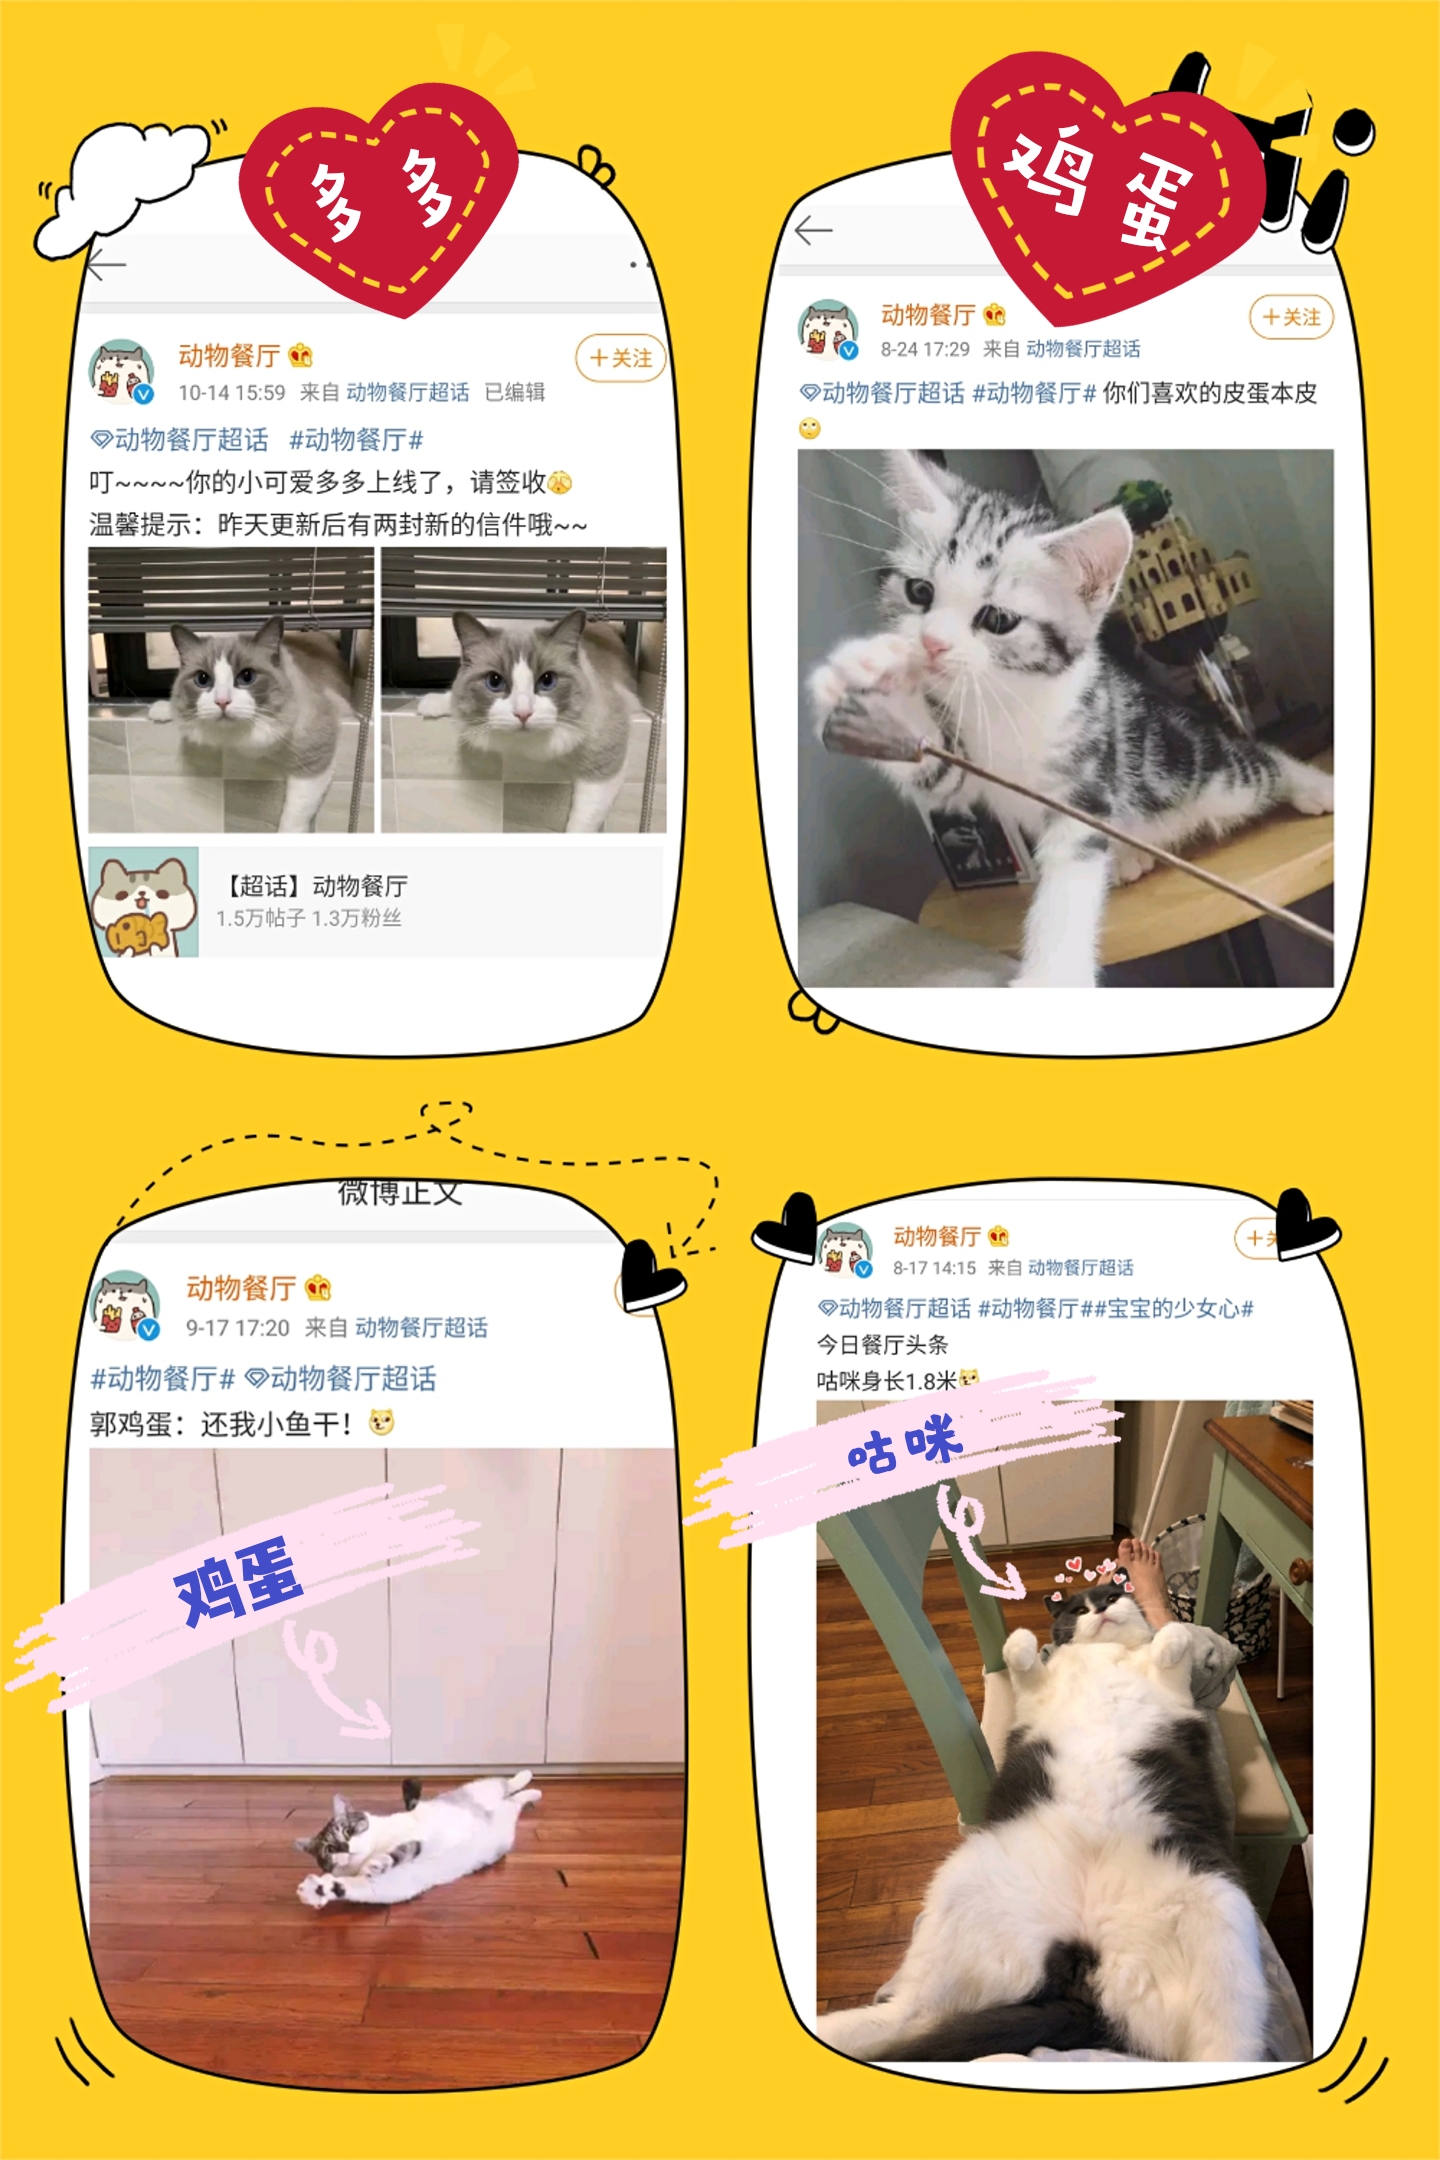 多多
动物餐厅
+关注
10-14 15:59 来自 动物餐厅超话 已编辑
动物餐厅超话 #动物餐厅#
叮~~~~你的小可爱多多上线了，请签收
温馨提示：昨天更新后有两封新的信件哦~~
【超话】动物餐厅
1.5万帖子 1.3万粉丝
鸡蛋
动物餐厅
+关注
8-24 17:29 来自 动物餐厅超话
动物餐厅超话 #动物餐厅# 你们喜欢的皮蛋本皮
微博正文
动物餐厅
9-17 17:20 来自 动物餐厅超话
#动物餐厅# 动物餐厅超话
郭鸡蛋：还我小鱼干！
鸡蛋
动物餐厅
+关
8-17 14:15 来自 动物餐厅超话
动物餐厅超话 #动物餐厅##宝宝的少女心#
今日餐厅头条
咕咪身长1.8米
咕咪